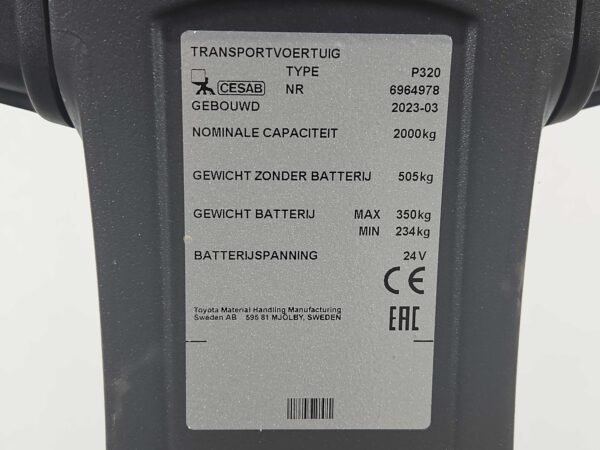 TRANSPORTVOERTUIG
TYPE P320
CESAB NR 6964978
GEBOUWD 2023-03
NOMINALE CAPACITEIT 2000kg
GEWICHT ZONDER BATTERIJ 505kg
GEWICHT BATTERIJ MAX 350kg
MIN 234kg
BATTERIJSPANNING 24V
CE
Toyota Material Handling Manufacturing
Sweden AB 595 81 MJÖLBY, SWEDEN
EAC